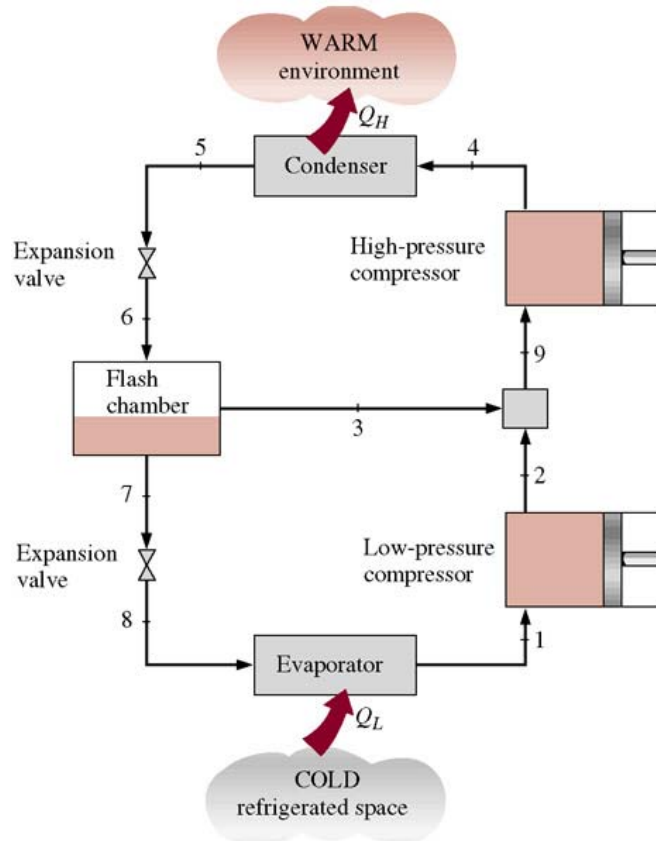 WARM
environment
Q_H
5
4
Condenser
Expansion
valve
High-pressure
compressor
6
9
Flash
chamber
3
7
2
Expansion
valve
Low-pressure
compressor
8
1
Evaporator
Q_L
COLD
refrigerated space